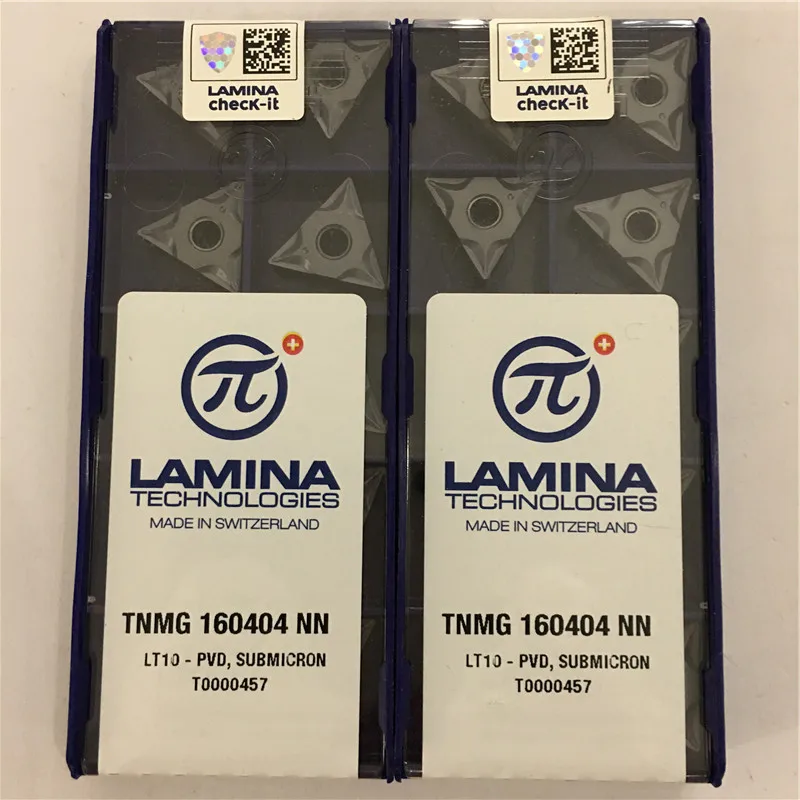 LAMINA
checK-it
π
LAMINA
TECHNOLOGIES
MADE IN SWITZERLAND
TNMG 160404 NN
LT10 - PVD, SUBMICRON
T0000457
LAMINA
checK-it
π
LAMINA
TECHNOLOGIES
MADE IN SWITZERLAND
TNMG 160404 NN
LT10 - PVD, SUBMICRON
T0000457